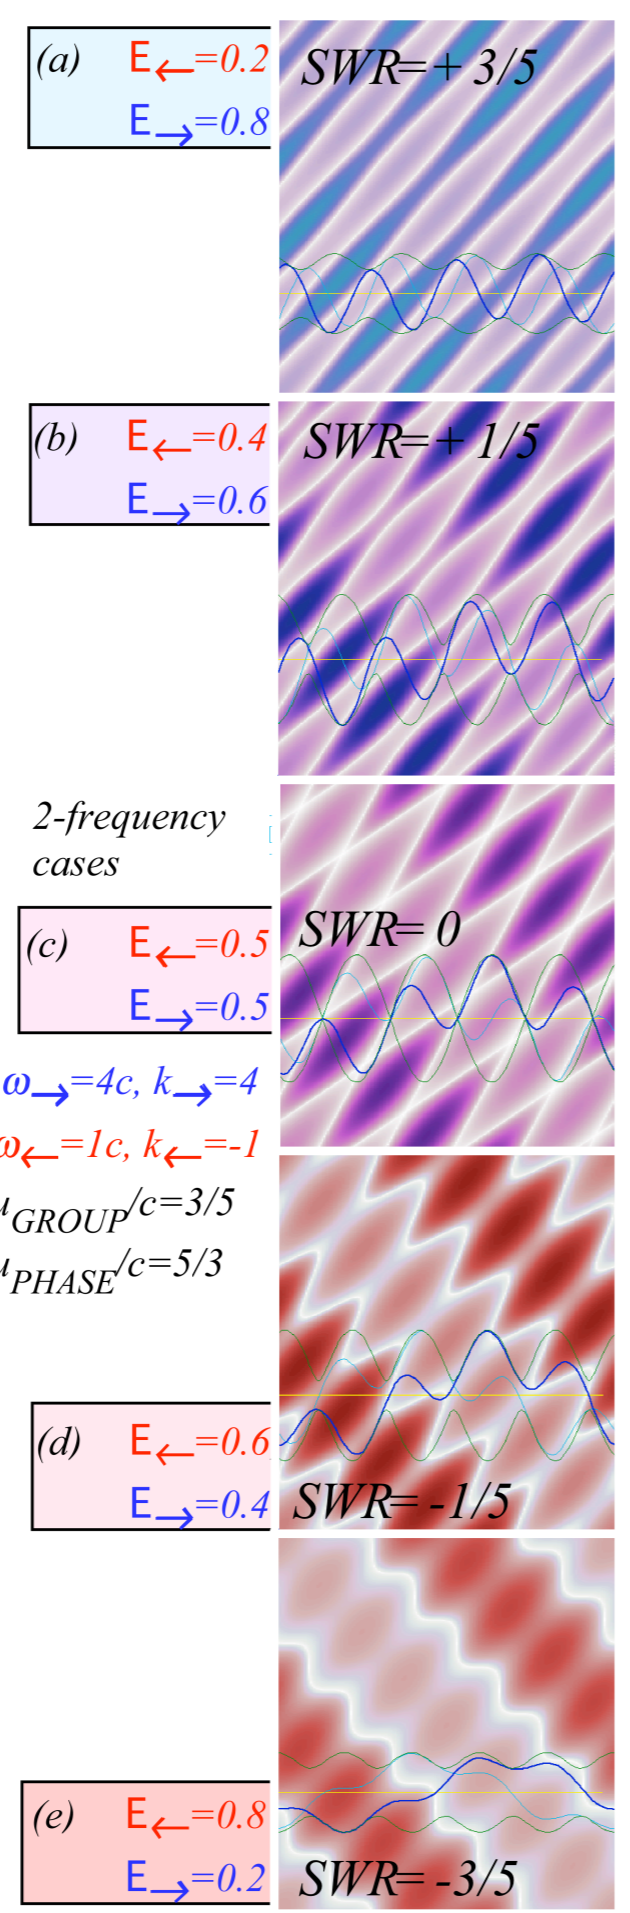 (a) E←=0.2
E→=0.8
SWR=+3/5
(b) E←=0.4
E→=0.6
SWR=+1/5
2-frequency
cases
(c) E←=0.5
E→=0.5
SWR=0
ω→=4c, k→=4
ω←=1c, k←=-1
u_GROUP/c=3/5
u_PHASE/c=5/3
(d) E←=0.6
E→=0.4
SWR=-1/5
(e) E←=0.8
E→=0.2
SWR=-3/5